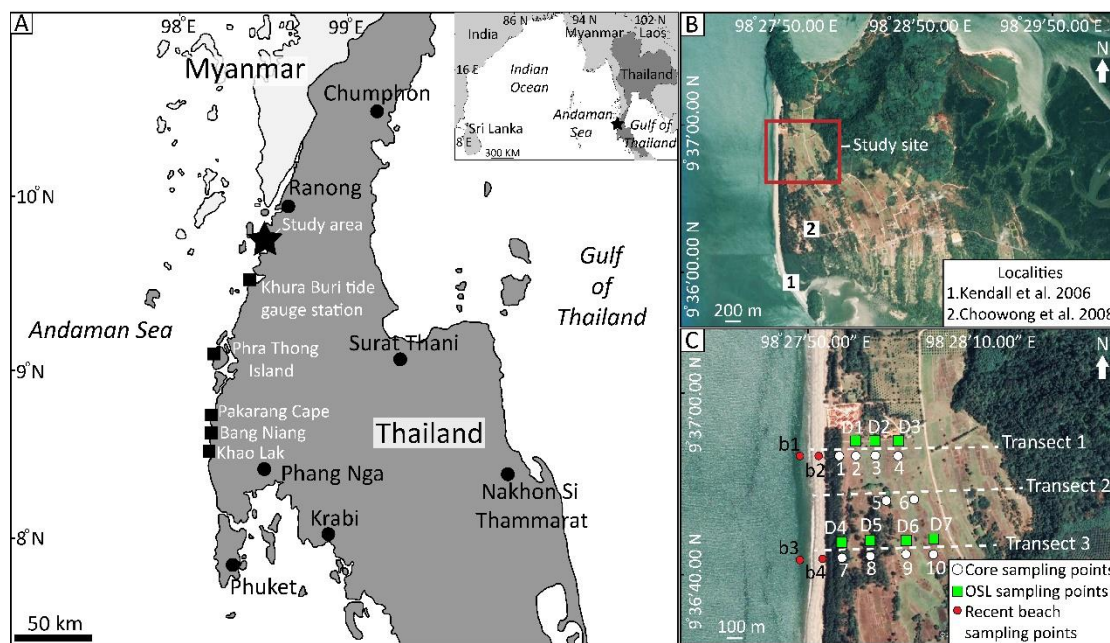 A
98°E
99°E
Myanmar
Chumphon
10°N
Ranong
Study area
Khura Buri tide
gauge station
Gulf
of
Thailand
Andaman Sea
Phra Thong
Island
Surat Thani
9°N
Pakarang Cape
Bang Niang
Khao Lak
Thailand
Phang Nga
Nakhon Si
Thammarat
Krabi
8°N
Phuket
50 km
86 E
94 E
102 E
India
Myanmar
Laos
16 E
Indian
Ocean
Thailand
Andaman
Sea
Gulf of
Thailand
Sri Lanka
8°E
300 KM
B
98°27'50.00 E
98°28'50.00 E
98°29'50.00 E
N
9°37'00.00 N
Study site
2
9°36'00.00 N
1
200 m
Localities
1.Kendall et al. 2006
2.Choowong et al. 2008
C
98°27'50.00 E
98°28'10.00 E
N
9°37'00.00 N
D1 D2 D3
Transect 1
b1
b2
1 2 3 4
Transect 2
5 6
D4 D5 D6 D7
b3
Transect 3
b4
7 8 9 10
9°36'40.00 N
100 m
Core sampling points
OSL sampling points
Recent beach
sampling points